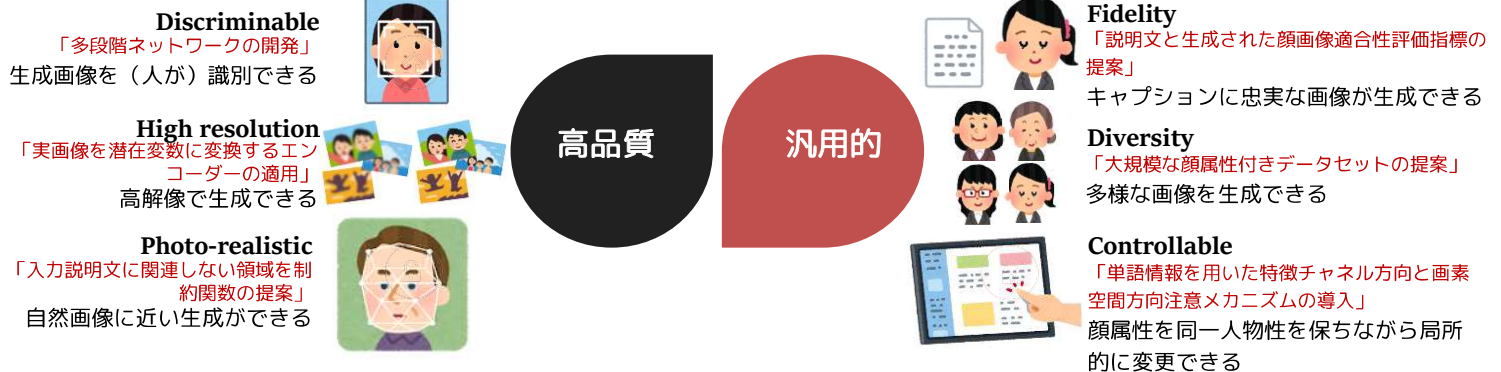 Discriminable
「多段階ネットワークの開発」
生成画像を（人が）識別できる
High resolution
「実画像を潜在変数に変換するエン
コーダーの適用」
高解像で生成できる
Photo-realistic
「入力説明文に関連しない領域を制
約関数の提案」
自然画像に近い生成ができる
高品質
汎用的
Fidelity
「説明文と生成された顔画像適合性評価指標の
提案」
キャプションに忠実な画像が生成できる
Diversity
「大規模な顔属性付きデータセットの提案」
多様な画像を生成できる
Controllable
「単語情報を用いた特徴チャネル方向と画素
空間方向注意メカニズムの導入」
顔属性を同一人物性を保ちながら局所
的に変更できる